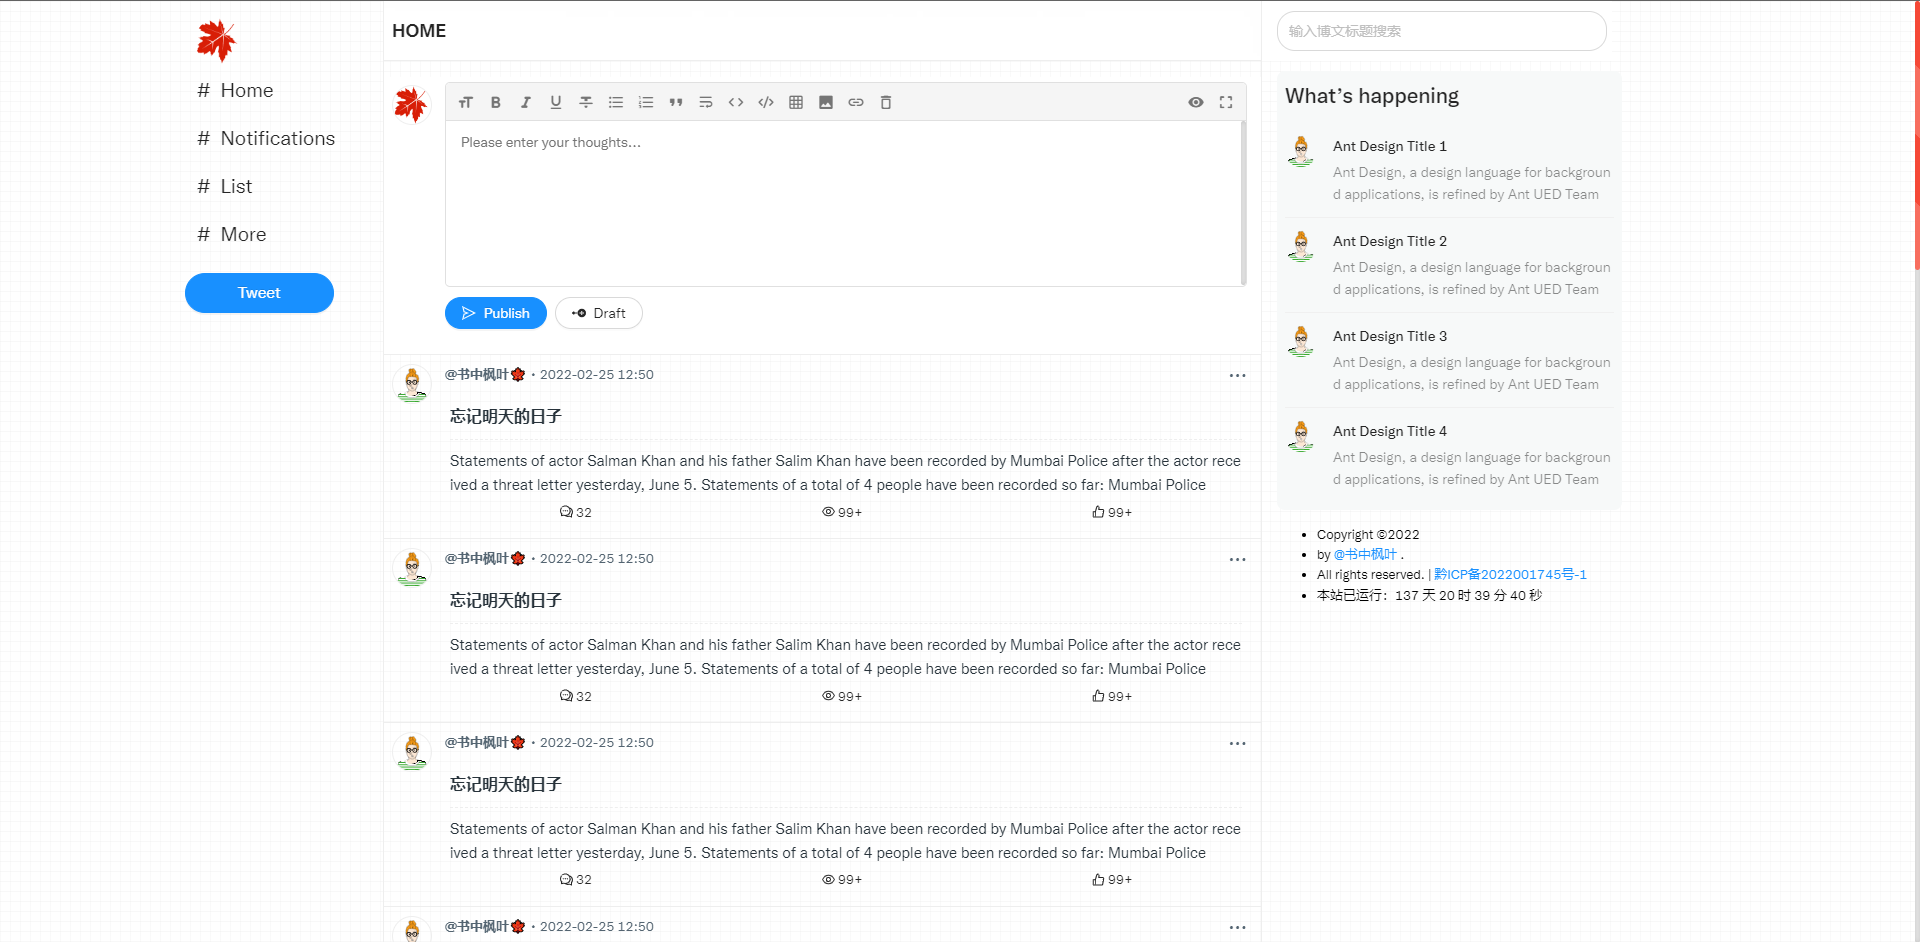 # Home
# Notifications
# List
# More
Tweet
HOME
Please enter your thoughts...
Publish
Draft
@书中枫叶🍁 · 2022-02-25 12:50
忘记明天的日子
Statements of actor Salman Khan and his father Salim Khan have been recorded by Mumbai Police after the actor rece
ived a threat letter yesterday, June 5. Statements of a total of 4 people have been recorded so far: Mumbai Police
32 99+ 99+
@书中枫叶🍁 · 2022-02-25 12:50
忘记明天的日子
Statements of actor Salman Khan and his father Salim Khan have been recorded by Mumbai Police after the actor rece
ived a threat letter yesterday, June 5. Statements of a total of 4 people have been recorded so far: Mumbai Police
32 99+ 99+
@书中枫叶🍁 · 2022-02-25 12:50
忘记明天的日子
Statements of actor Salman Khan and his father Salim Khan have been recorded by Mumbai Police after the actor rece
ived a threat letter yesterday, June 5. Statements of a total of 4 people have been recorded so far: Mumbai Police
32 99+ 99+
@书中枫叶🍁 · 2022-02-25 12:50
输入博文标题搜索
What's happening
Ant Design Title 1
Ant Design, a design language for backgroun
d applications, is refined by Ant UED Team
Ant Design Title 2
Ant Design, a design language for backgroun
d applications, is refined by Ant UED Team
Ant Design Title 3
Ant Design, a design language for backgroun
d applications, is refined by Ant UED Team
Ant Design Title 4
Ant Design, a design language for backgroun
d applications, is refined by Ant UED Team
• Copyright ©2022
• by @书中枫叶 .
• All rights reserved. | 黔ICP备2022001745号-1
• 本站已运行：137 天 20 时 39 分 40 秒